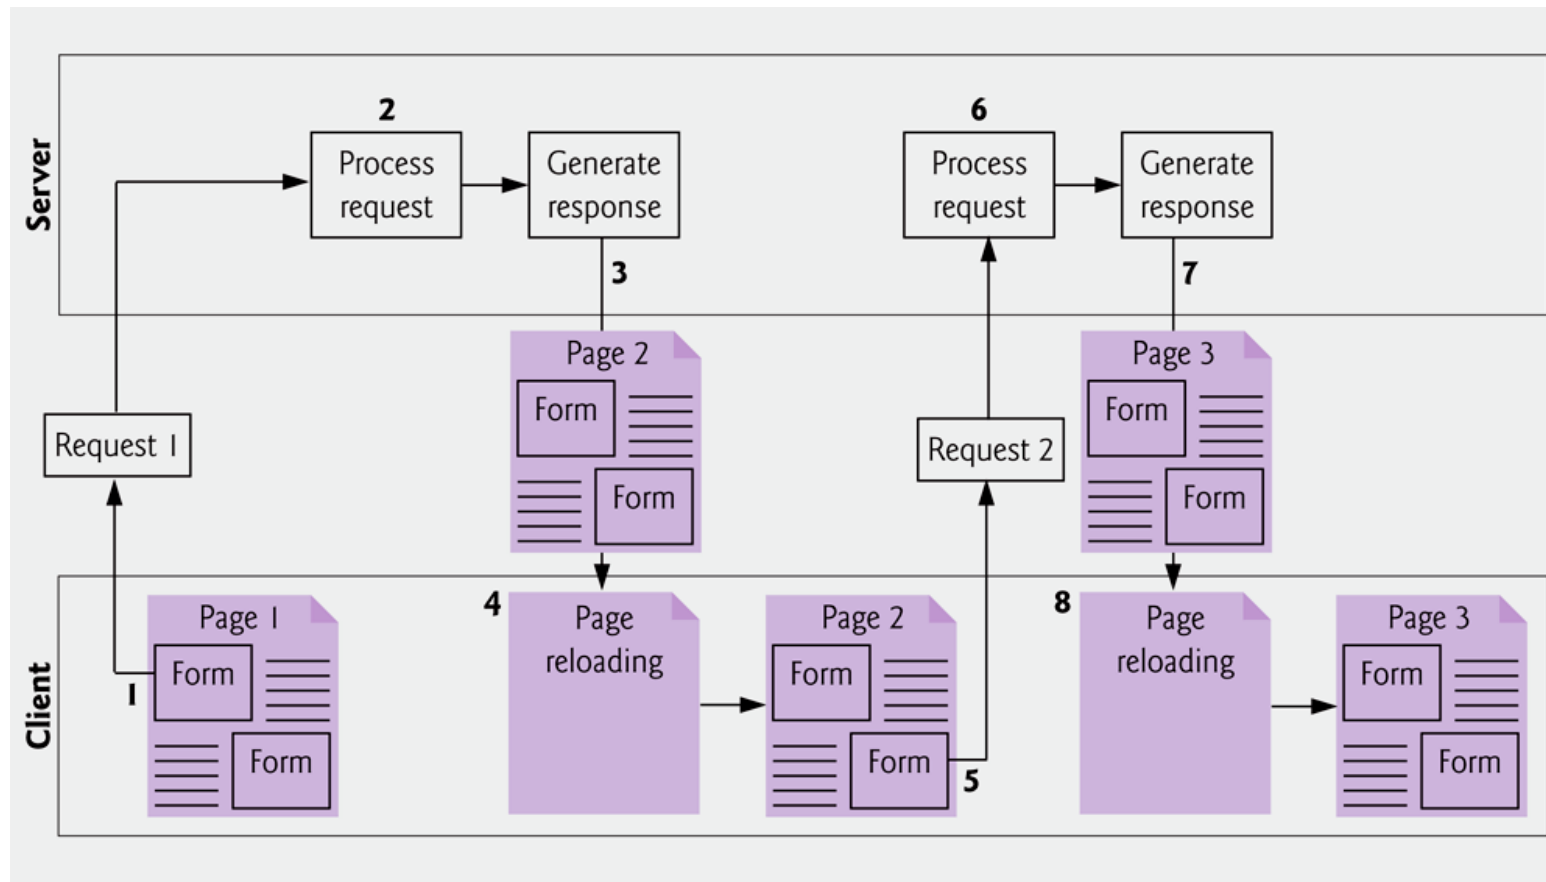 Server
2
Process
request
Generate
response
3
6
Process
request
Generate
response
7
Request 1
Page 2
Form
Form
Request 2
Page 3
Form
Form
Client
Page 1
Form
1
Form
4
Page
reloading
Page 2
Form
Form
5
8
Page
reloading
Page 3
Form
Form